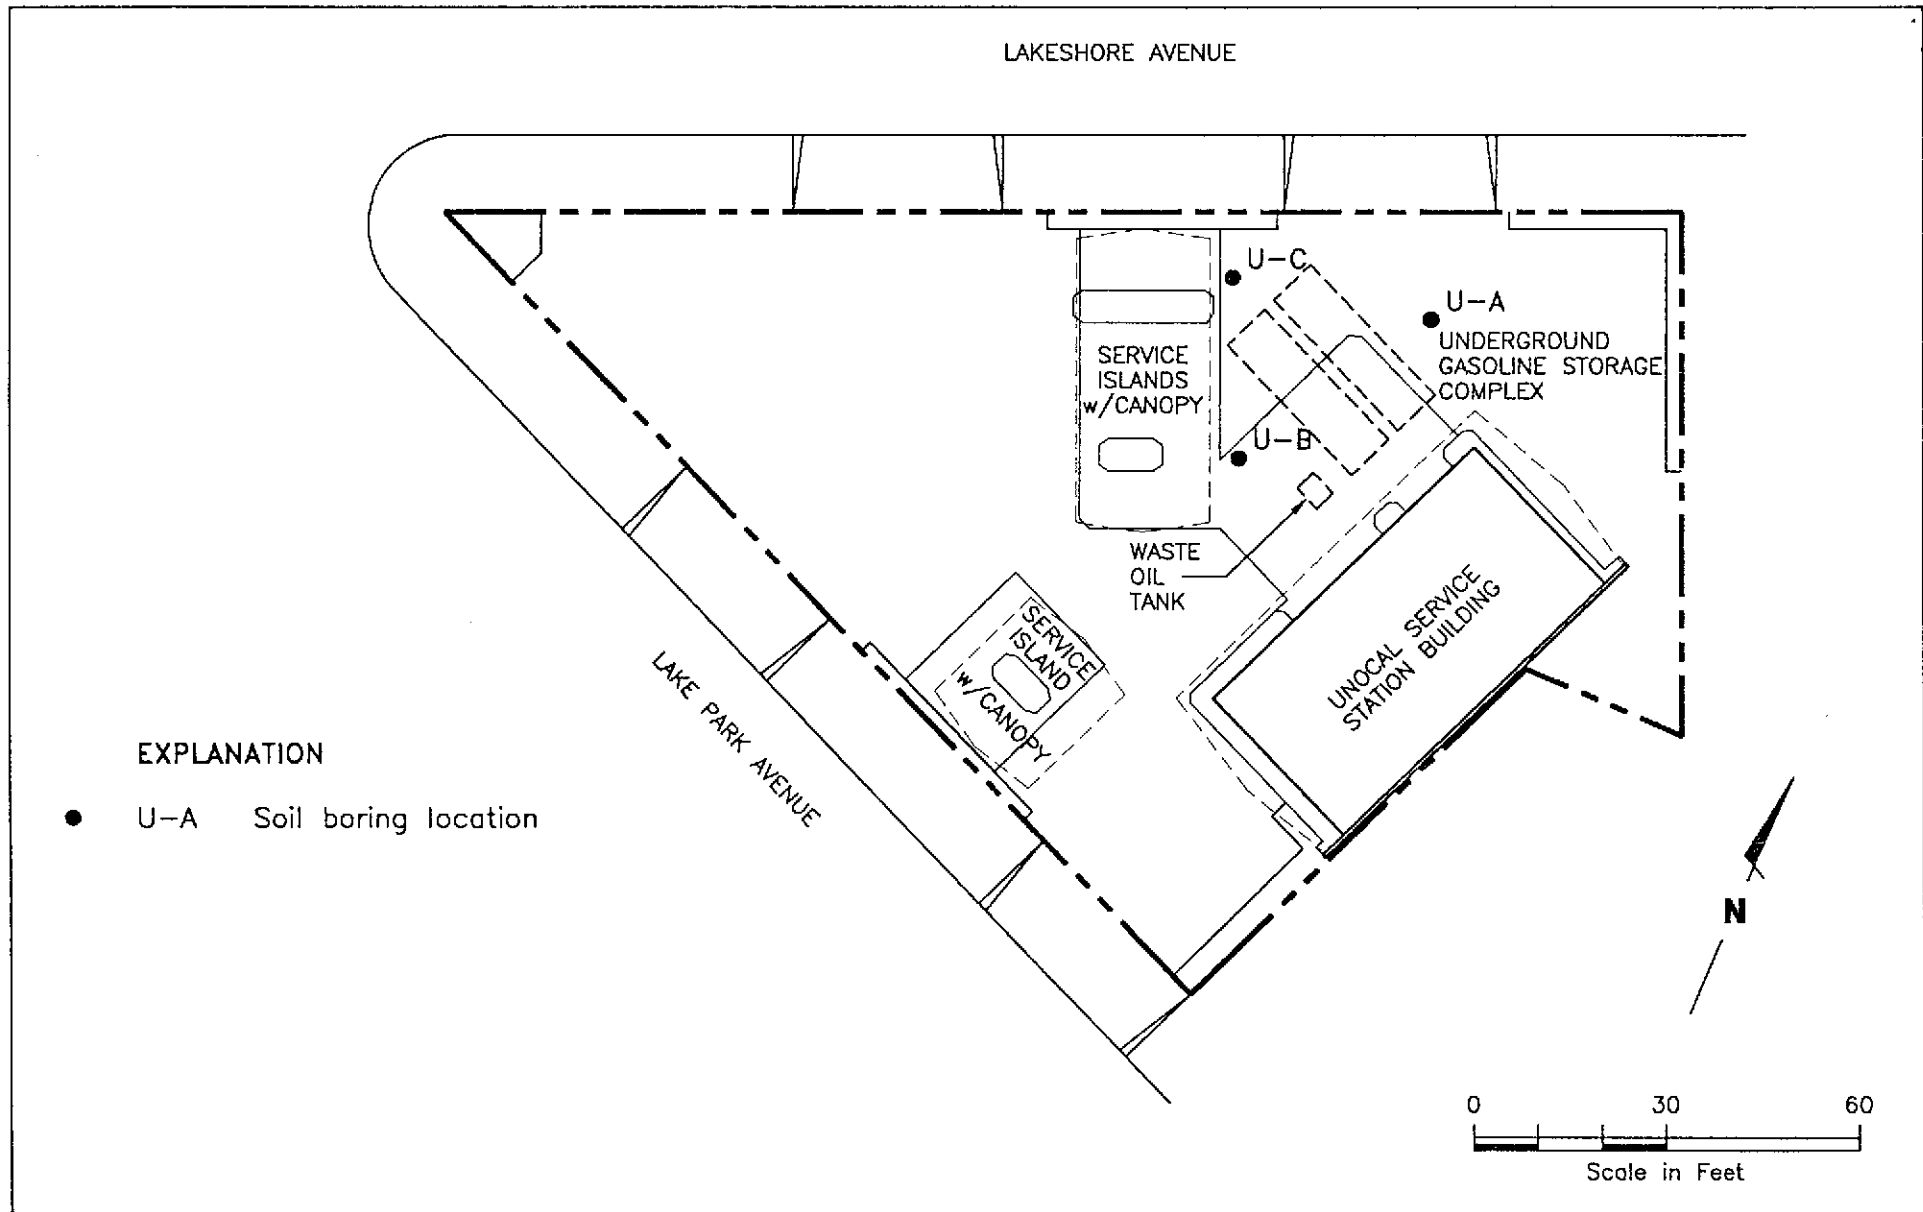 LAKESHORE AVENUE
U-C
U-A
UNDERGROUND
GASOLINE STORAGE
COMPLEX
SERVICE
ISLANDS
w/CANOPY
U-B
WASTE
OIL
TANK
SERVICE
ISLAND
w/CANOPY
UNOCAL SERVICE
STATION BUILDING
LAKE PARK AVENUE
EXPLANATION
U-A Soil boring location
N
0 30 60
Scale in Feet